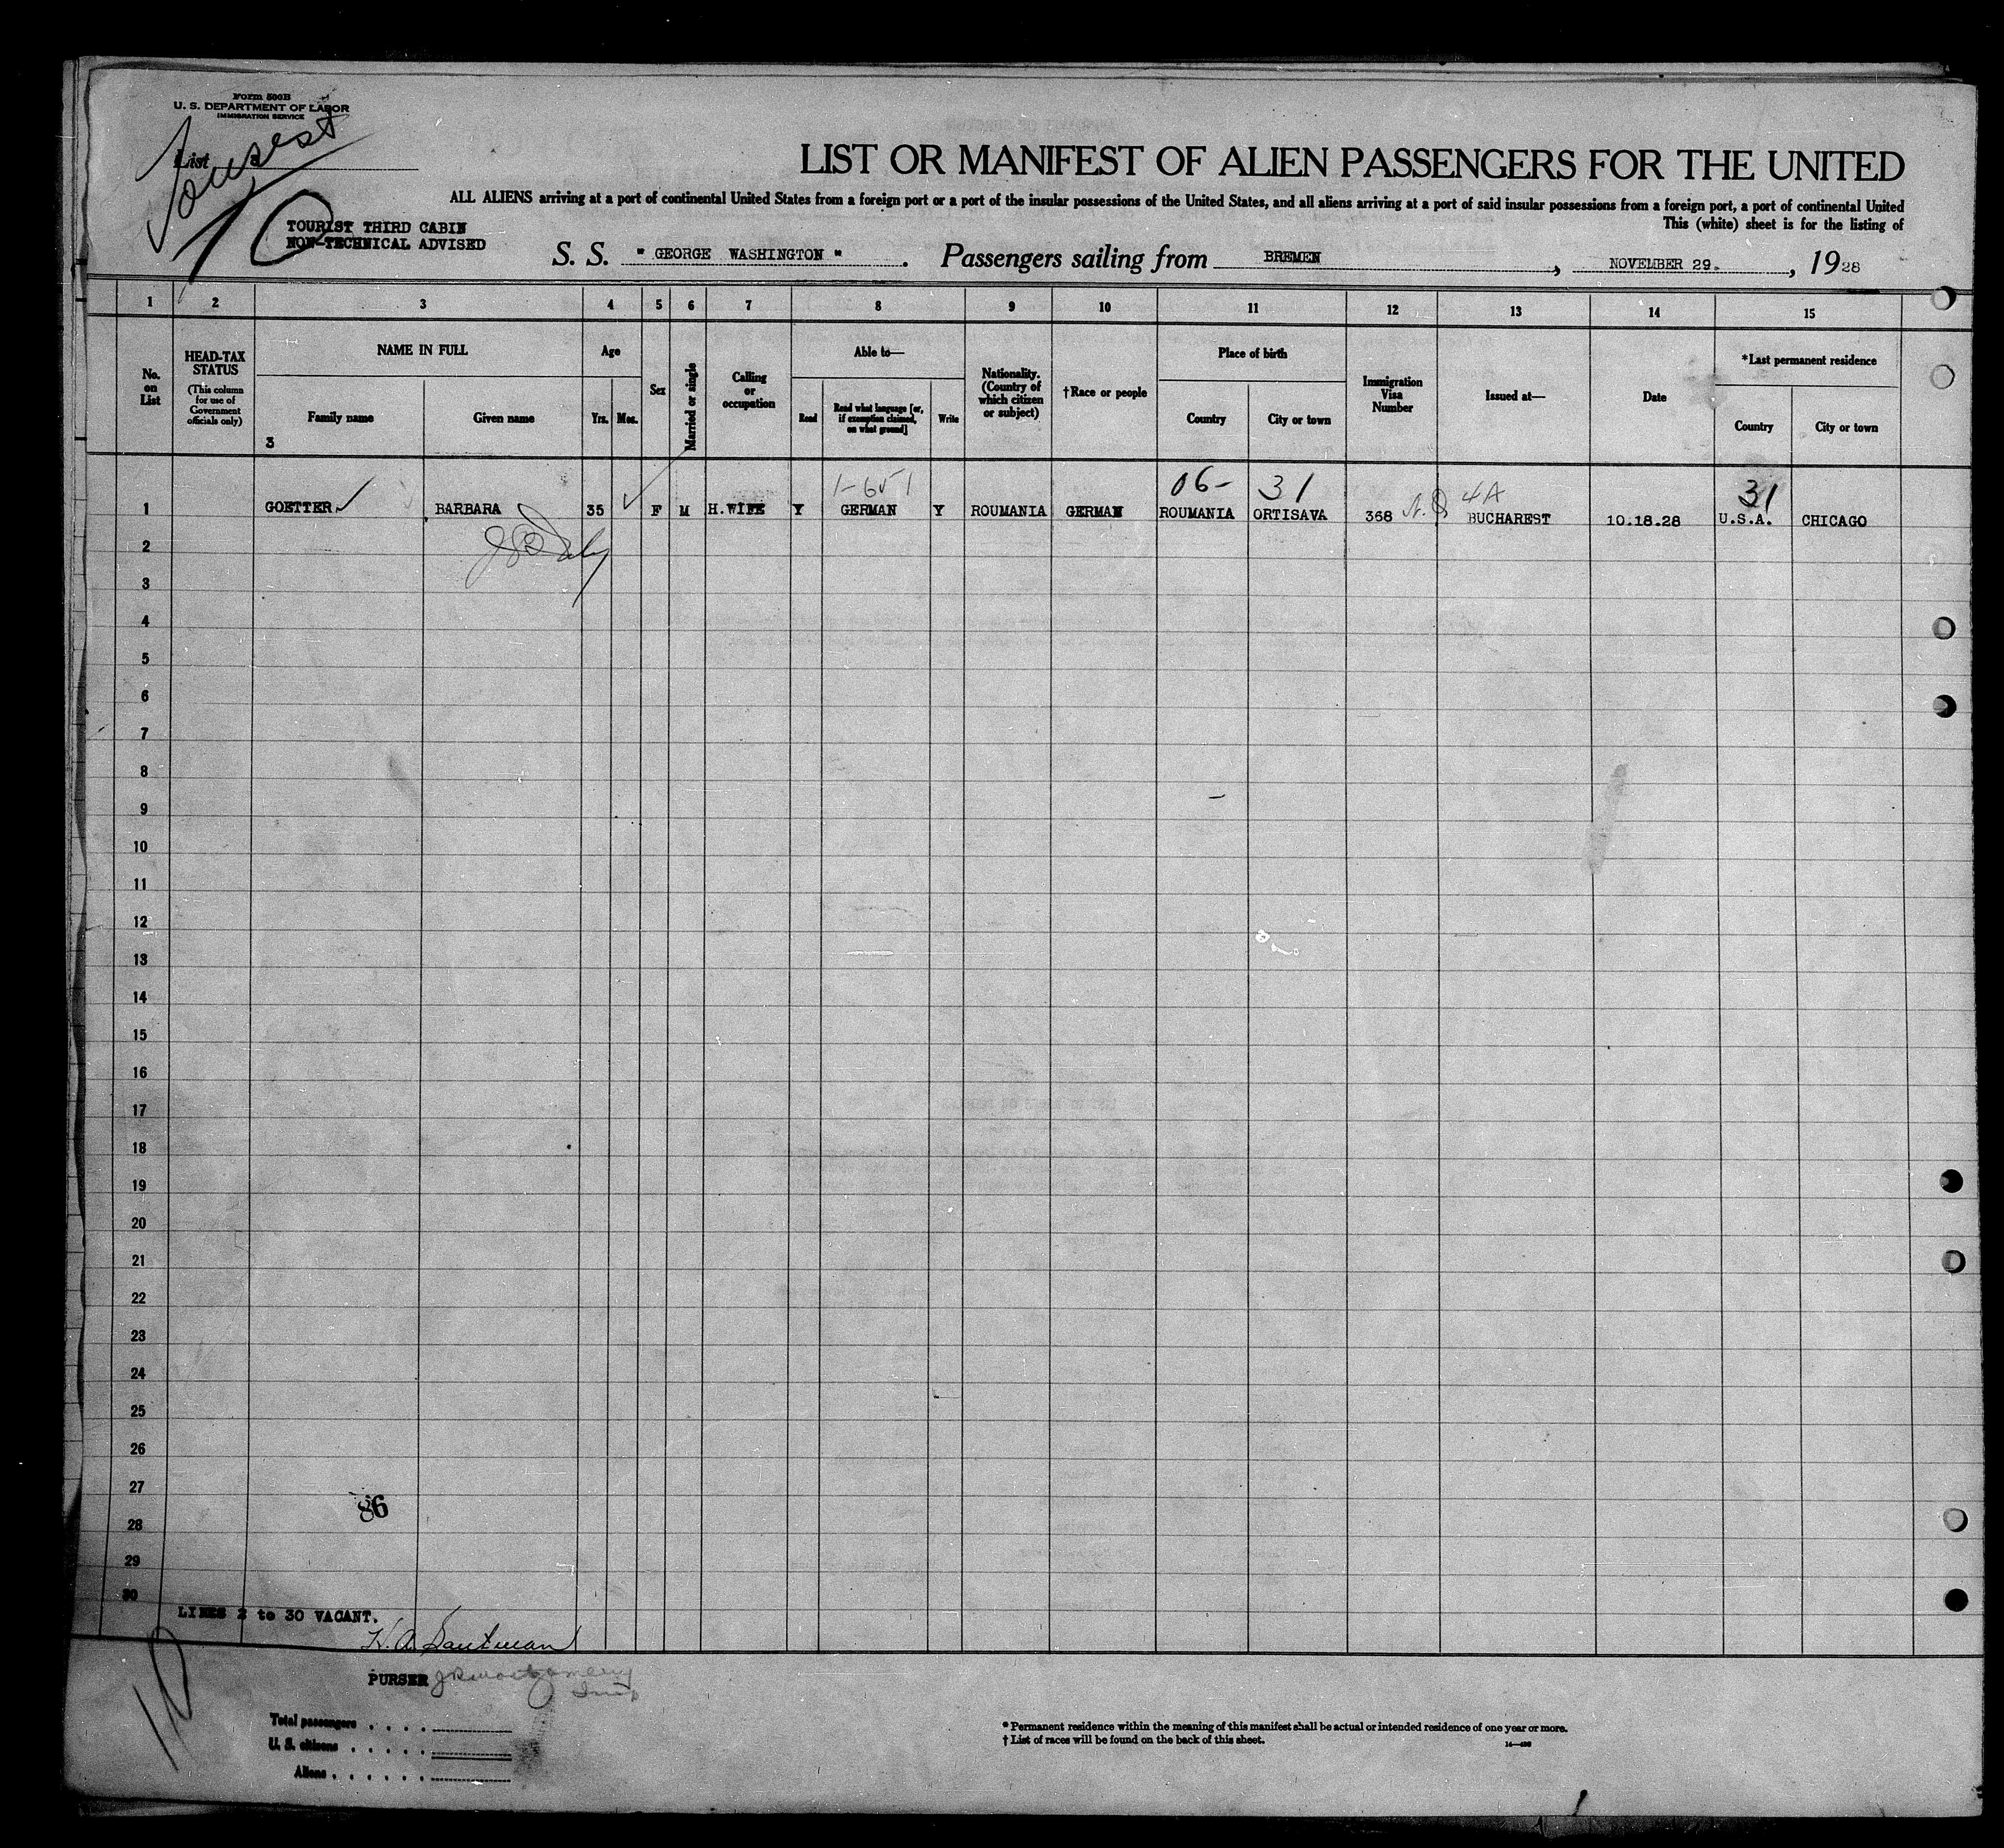 Form 500B
U. S. DEPARTMENT OF LABOR
IMMIGRATION SERVICE
List 3
Tourist
10
TOURIST THIRD CABIN
NON-TECHNICAL ADVISED
LIST OR MANIFEST OF ALIEN PASSENGERS FOR THE UNITED
ALL ALIENS arriving at a port of continental United States from a foreign port or a port of the insular possessions of the United States, and all aliens arriving at a port of said insular possessions from a foreign port, a port of continental United
This (white) sheet is for the listing of
S. S. " GEORGE WASHINGTON " . Passengers sailing from BREMEN , NOVEMBER 29. , 1928
1 2 3 4 5 6 7 8 9 10 11 12 13 14 15
No. on List
HEAD-TAX STATUS
(This column for use of Government officials only)
NAME IN FULL
Family name
Given name
3
Age
Yrs. Mos.
Sex
Married or single
Calling or occupation
Able to—
Read
Read what language [or, if exemption claimed, on what ground]
Write
Nationality. (Country of which citizen or subject)
†Race or people
Place of birth
Country
City or town
Immigration Visa Number
Issued at—
Date
*Last permanent residence
Country
City or town
1-651 06- 31 4A 31
1 GOETTER BARBARA 35 F M H.WIFE Y GERMAN Y ROUMANIA GERMAN ROUMANIA ORTISAVA 368 BUCHAREST 10.18.28 U.S.A. CHICAGO
2
3
4
5
6
7
8
9
10
11
12
13
14
15
16
17
18
19
20
21
22
23
24
25
26
27
86
28
29
30
LINES 2 to 30 VACANT.
PURSER
Total passengers . . . .
U. S. citizens . . . . .
Aliens . . . . . .
10
* Permanent residence within the meaning of this manifest shall be actual or intended residence of one year or more.
† List of races will be found on the back of this sheet.